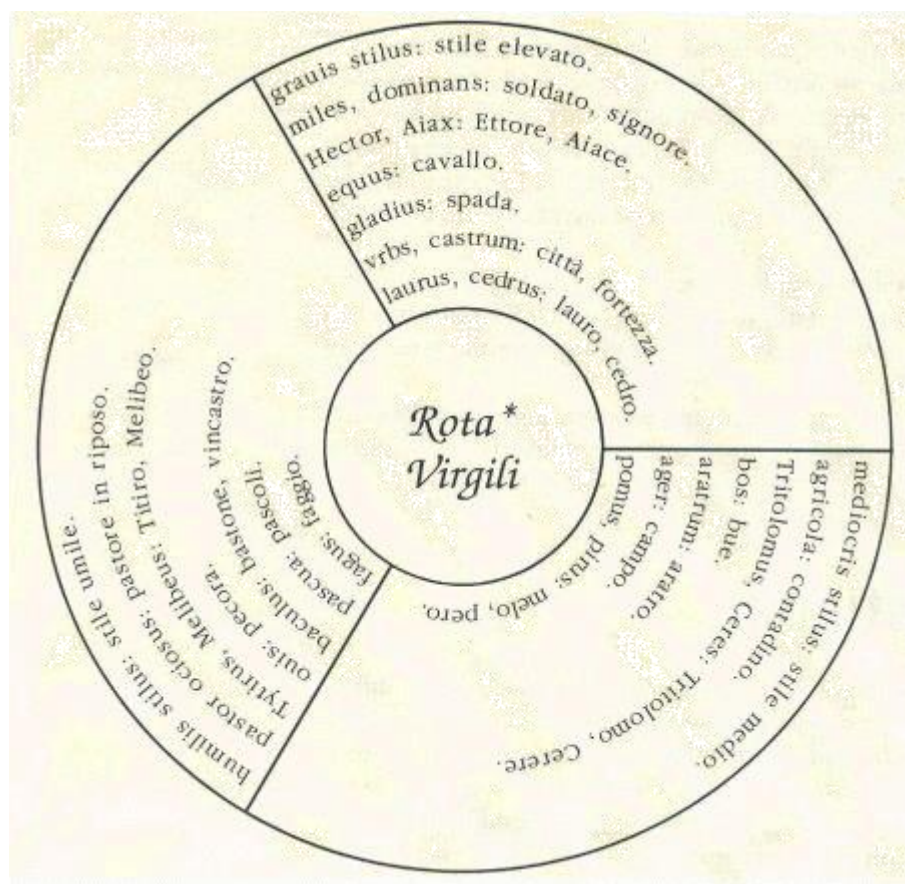 grauis stilus: stile elevato.
miles, dominans: soldato, signore.
Hector, Aiax: Ettore, Aiace.
equus: cavallo.
gladius: spada.
vrbs, castrum: città, fortezza.
laurus, cedrus: lauro, cedro.
mediocris stilus: stile medio.
agricola: contadino.
Tritolomus, Ceres: Tritolomo, Cerere.
bos: bue.
aratrum: aratro.
ager: campo.
pomus, pirus: melo, pero.
humilis stilus: stile umile.
pastor ociosus: pastore in riposo.
Tytirus, Melibeus: Titiro, Melibeo.
ouis: pecora.
baculus: bastone, vincastro.
pascua: pascoli.
fagus: faggio.
Rota*
Virgili